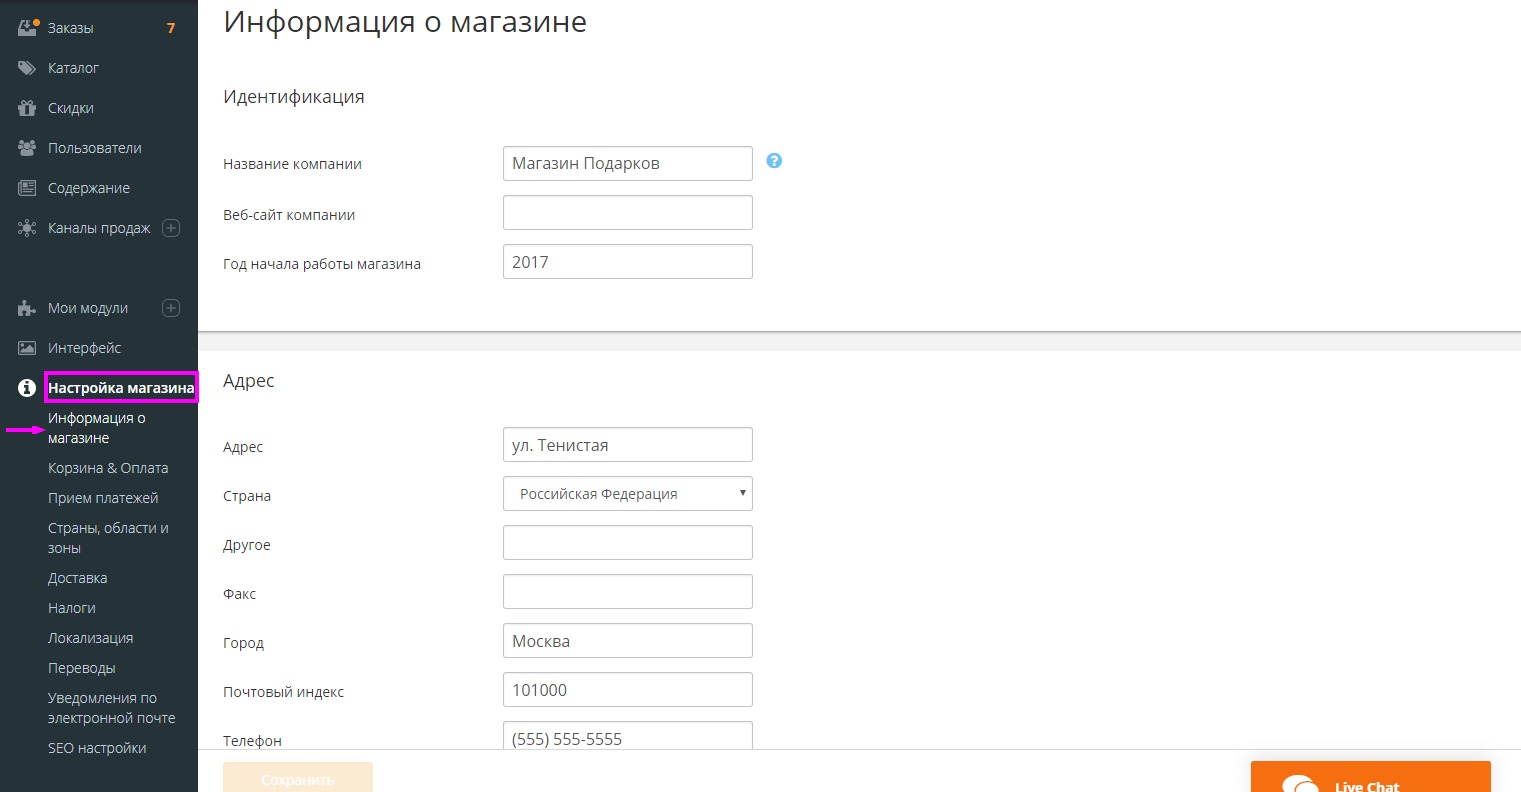 Заказы 7
Каталог
Скидки
Пользователи
Содержание
Каналы продаж
Мои модули
Интерфейс
Настройка магазина
Информация о
магазине
Корзина & Оплата
Прием платежей
Страны, области и
зоны
Доставка
Налоги
Локализация
Переводы
Уведомления по
электронной почте
SEO настройки
Информация о магазине
Идентификация
Название компании Магазин Подарков ?
Веб-сайт компании
Год начала работы магазина 2017
Адрес
Адрес ул. Тенистая
Страна Российская Федерация
Другое
Факс
Город Москва
Почтовый индекс 101000
Телефон (555) 555-5555
Сохранить
Live Chat